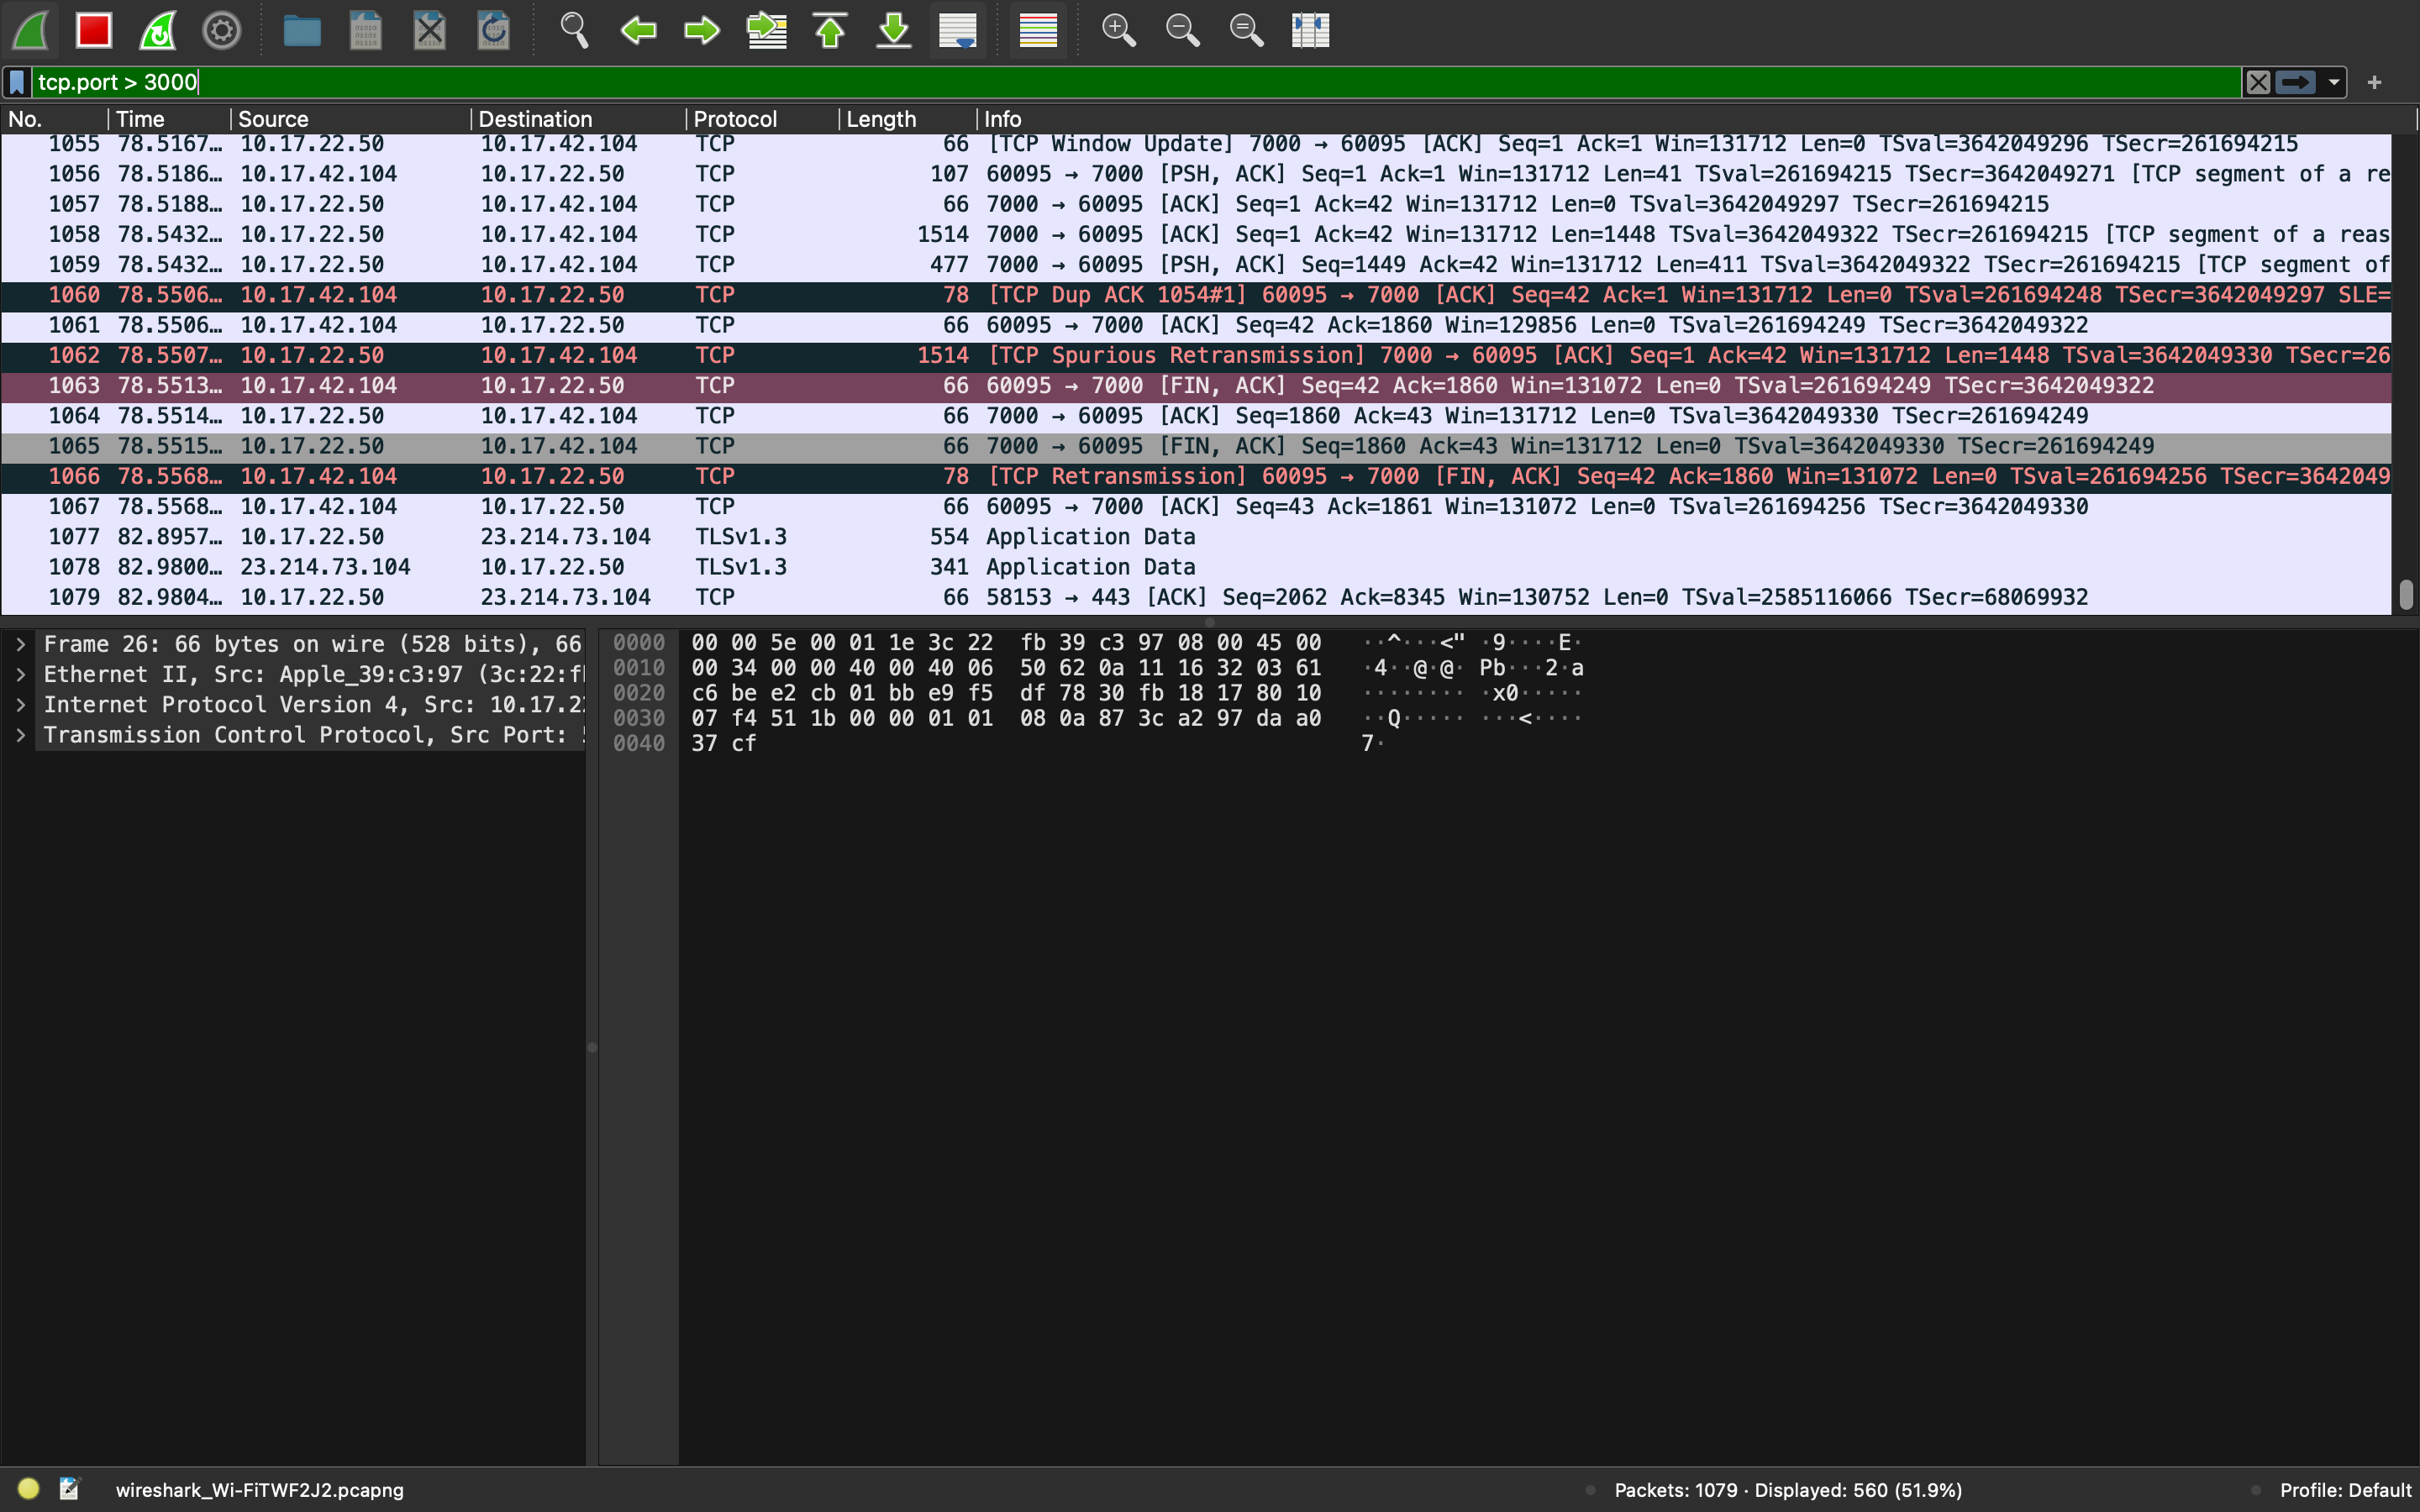 tcp.port > 3000
No. Time Source Destination Protocol Length Info
1055 78.5167… 10.17.22.50 10.17.42.104 TCP 66 [TCP Window Update] 7000 → 60095 [ACK] Seq=1 Ack=1 Win=131712 Len=0 TSval=3642049296 TSecr=261694215
1056 78.5186… 10.17.42.104 10.17.22.50 TCP 107 60095 → 7000 [PSH, ACK] Seq=1 Ack=1 Win=131712 Len=41 TSval=261694215 TSecr=3642049271 [TCP segment of a re
1057 78.5188… 10.17.22.50 10.17.42.104 TCP 66 7000 → 60095 [ACK] Seq=1 Ack=42 Win=131712 Len=0 TSval=3642049297 TSecr=261694215
1058 78.5432… 10.17.22.50 10.17.42.104 TCP 1514 7000 → 60095 [ACK] Seq=1 Ack=42 Win=131712 Len=1448 TSval=3642049322 TSecr=261694215 [TCP segment of a reas
1059 78.5432… 10.17.22.50 10.17.42.104 TCP 477 7000 → 60095 [PSH, ACK] Seq=1449 Ack=42 Win=131712 Len=411 TSval=3642049322 TSecr=261694215 [TCP segment of
1060 78.5506… 10.17.42.104 10.17.22.50 TCP 78 [TCP Dup ACK 1054#1] 60095 → 7000 [ACK] Seq=42 Ack=1 Win=131712 Len=0 TSval=261694248 TSecr=3642049297 SLE=
1061 78.5506… 10.17.42.104 10.17.22.50 TCP 66 60095 → 7000 [ACK] Seq=42 Ack=1860 Win=129856 Len=0 TSval=261694249 TSecr=3642049322
1062 78.5507… 10.17.22.50 10.17.42.104 TCP 1514 [TCP Spurious Retransmission] 7000 → 60095 [ACK] Seq=1 Ack=42 Win=131712 Len=1448 TSval=3642049330 TSecr=26
1063 78.5513… 10.17.42.104 10.17.22.50 TCP 66 60095 → 7000 [FIN, ACK] Seq=42 Ack=1860 Win=131072 Len=0 TSval=261694249 TSecr=3642049322
1064 78.5514… 10.17.22.50 10.17.42.104 TCP 66 7000 → 60095 [ACK] Seq=1860 Ack=43 Win=131712 Len=0 TSval=3642049330 TSecr=261694249
1065 78.5515… 10.17.22.50 10.17.42.104 TCP 66 7000 → 60095 [FIN, ACK] Seq=1860 Ack=43 Win=131712 Len=0 TSval=3642049330 TSecr=261694249
1066 78.5568… 10.17.42.104 10.17.22.50 TCP 78 [TCP Retransmission] 60095 → 7000 [FIN, ACK] Seq=42 Ack=1860 Win=131072 Len=0 TSval=261694256 TSecr=3642049
1067 78.5568… 10.17.42.104 10.17.22.50 TCP 66 60095 → 7000 [ACK] Seq=43 Ack=1861 Win=131072 Len=0 TSval=261694256 TSecr=3642049330
1077 82.8957… 10.17.22.50 23.214.73.104 TLSv1.3 554 Application Data
1078 82.9800… 23.214.73.104 10.17.22.50 TLSv1.3 341 Application Data
1079 82.9804… 10.17.22.50 23.214.73.104 TCP 66 58153 → 443 [ACK] Seq=2062 Ack=8345 Win=130752 Len=0 TSval=2585116066 TSecr=68069932
Frame 26: 66 bytes on wire (528 bits), 66
Ethernet II, Src: Apple_39:c3:97 (3c:22:f
Internet Protocol Version 4, Src: 10.17.2
Transmission Control Protocol, Src Port:
0000 00 00 5e 00 01 1e 3c 22 fb 39 c3 97 08 00 45 00 ··^···<" ·9····E·
0010 00 34 00 00 40 00 40 06 50 62 0a 11 16 32 03 61 ·4··@·@· Pb···2·a
0020 c6 be e2 cb 01 bb e9 f5 df 78 30 fb 18 17 80 10 ········ ·x0·····
0030 07 f4 51 1b 00 00 01 01 08 0a 87 3c a2 97 da a0 ··Q····· ···<····
0040 37 cf 7·
wireshark_Wi-FiTWF2J2.pcapng
Packets: 1079 · Displayed: 560 (51.9%)
Profile: Default